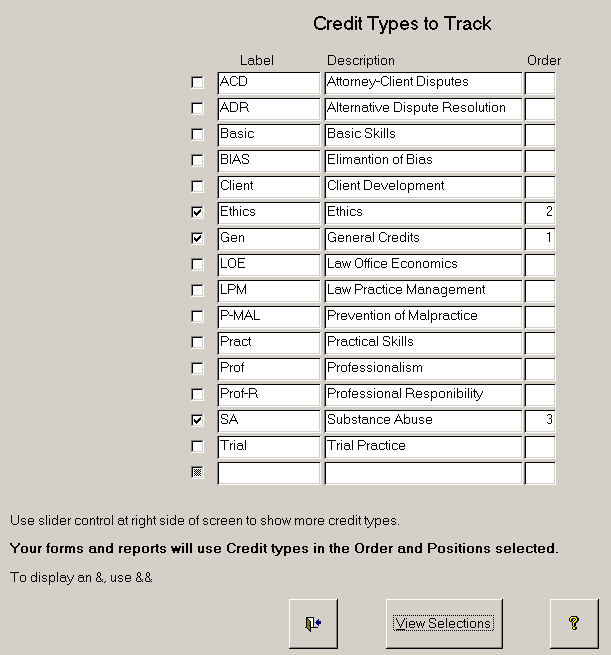 Credit Types to Track
Label Description Order
ACD Attorney-Client Disputes
ADR Alternative Dispute Resolution
Basic Basic Skills
BIAS Elimantion of Bias
Client Client Development
Ethics Ethics 2
Gen General Credits 1
LOE Law Office Economics
LPM Law Practice Management
P-MAL Prevention of Malpractice
Pract Practical Skills
Prof Professionalism
Prof-R Professional Responibility
SA Substance Abuse 3
Trial Trial Practice
Use slider control at right side of screen to show more credit types.
Your forms and reports will use Credit types in the Order and Positions selected.
To display an &, use &&
View Selections ?